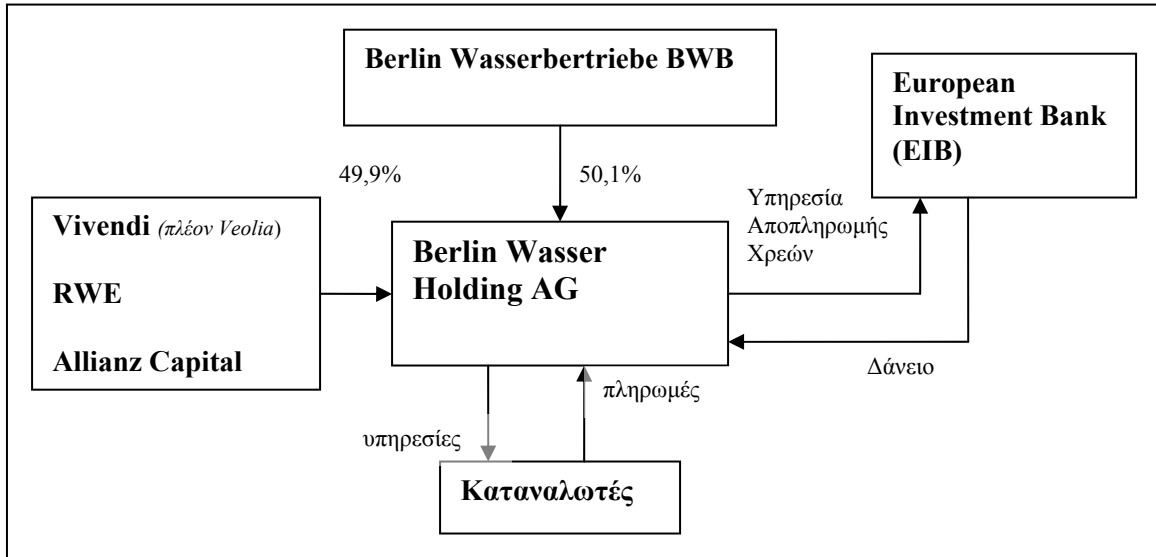 Berlin Wasserbertriebe BWB
European
Investment Bank
(EIB)
49,9%
50,1%
Υπηρεσία
Αποπληρωμής
Χρεών
Vivendi (πλέον Veolia)
RWE
Allianz Capital
Berlin Wasser
Holding AG
Δάνειο
πληρωμές
υπηρεσίες
Καταναλωτές